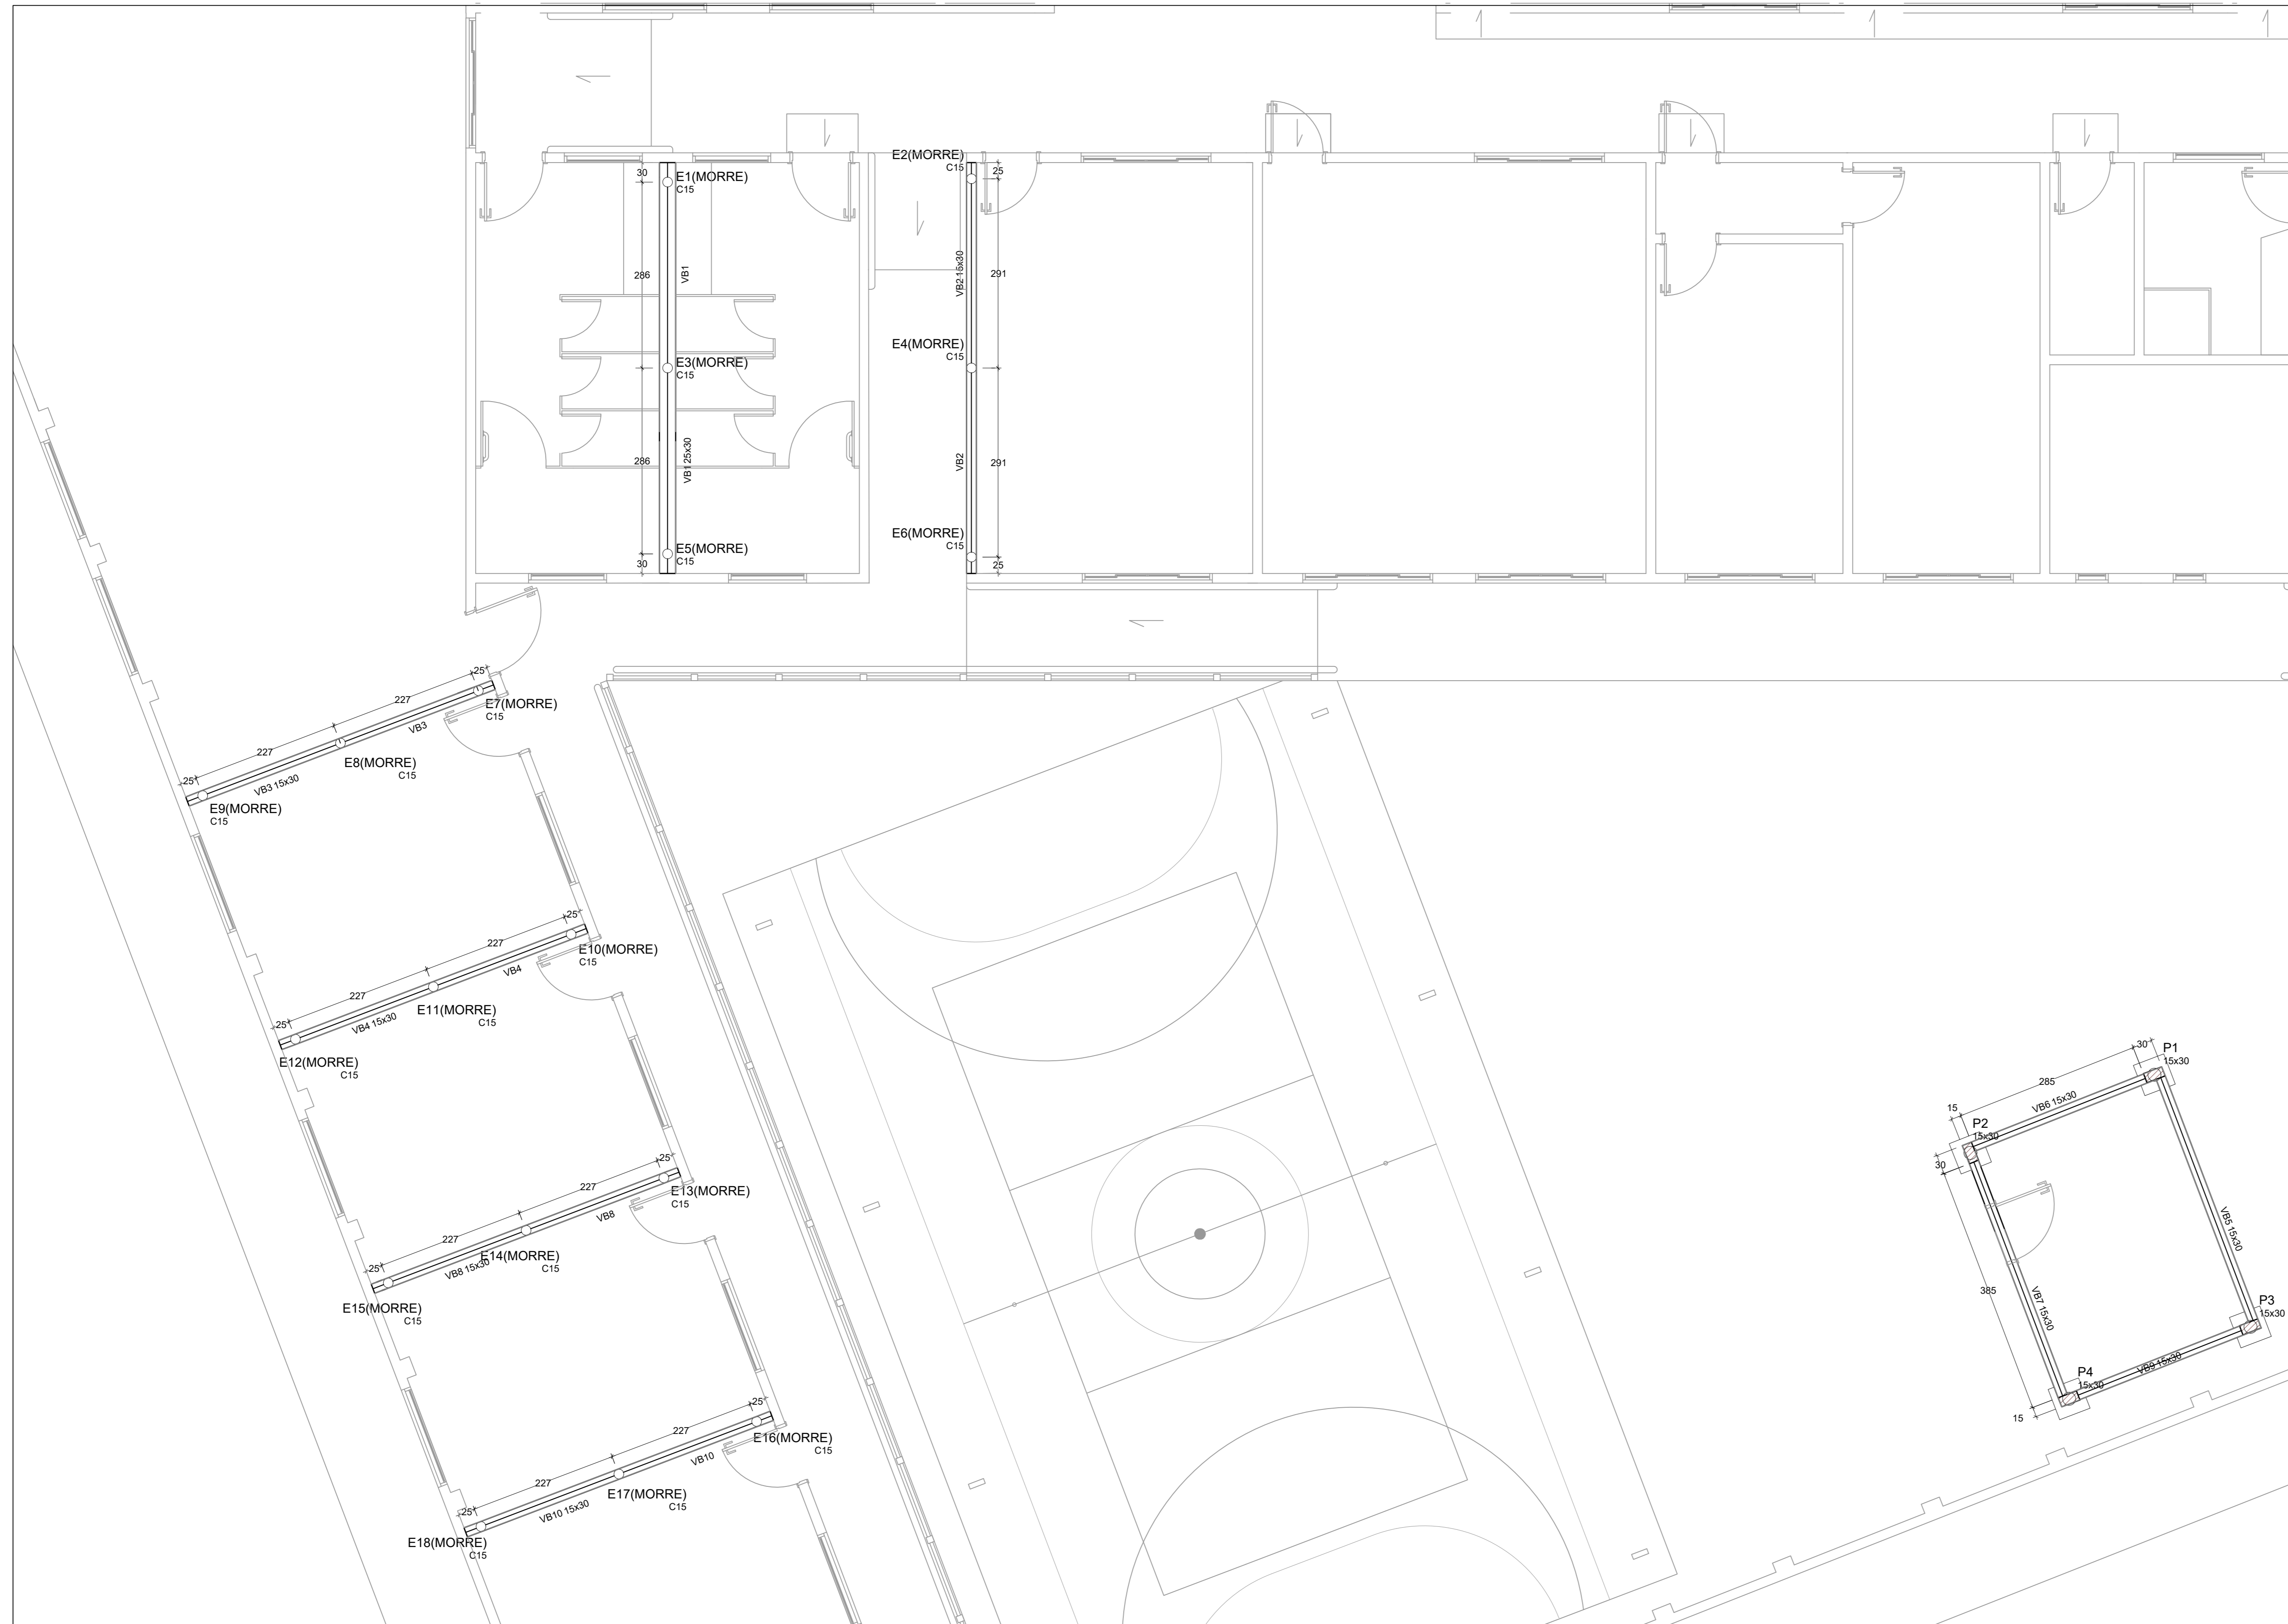 E1(MORRE)
C15
30
286
VB1
E3(MORRE)
C15
286
VB1 25x30
E5(MORRE)
C15
30
E2(MORRE)
C15
25
VB2 15x30
291
E4(MORRE)
C15
VB2
291
E6(MORRE)
C15
25
25
E7(MORRE)
C15
227
VB3
E8(MORRE)
C15
227
VB3 15x30
25
E9(MORRE)
C15
25
E10(MORRE)
C15
227
VB4
E11(MORRE)
C15
227
VB4 15x30
25
E12(MORRE)
C15
25
E13(MORRE)
C15
227
VB8
E14(MORRE)
C15
227
VB8 15x30
25
E15(MORRE)
C15
25
E16(MORRE)
C15
227
VB10
E17(MORRE)
C15
227
VB10 15x30
25
E18(MORRE)
C15
30
P1
15x30
285
VB6 15x30
15
P2
15x30
30
VB5 15x30
385
VB7 15x30
P3
15x30
VB9 15x30
P4
15x30
15